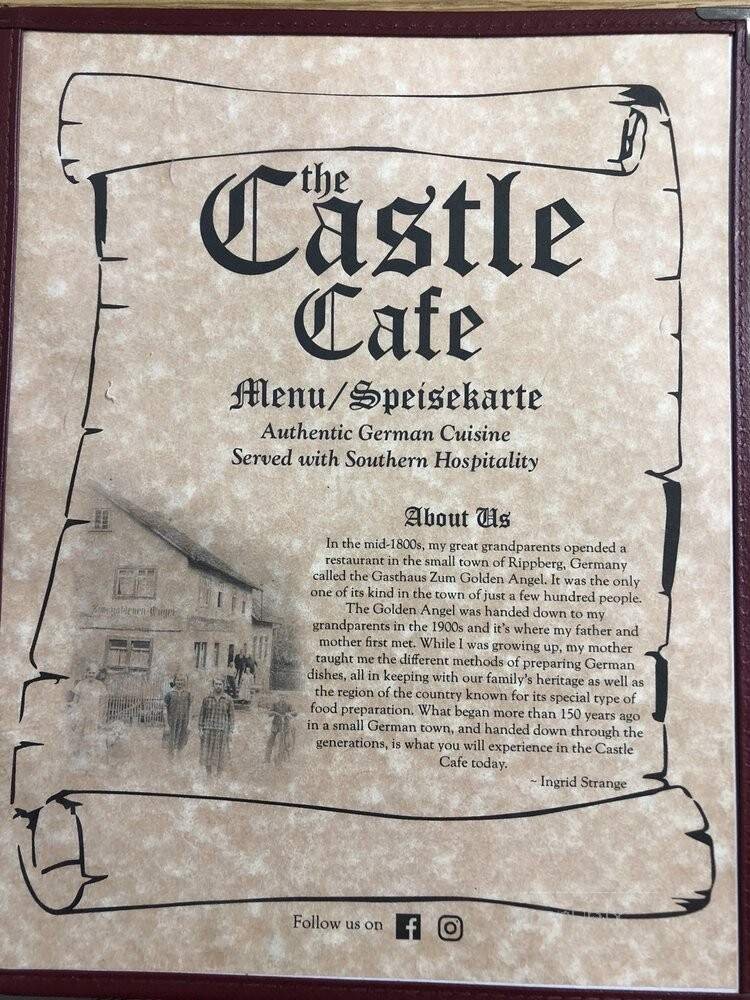 the
Castle
Cafe
Menu/Speisekarte
Authentic German Cuisine
Served with Southern Hospitality
About Us
In the mid-1800s, my great grandparents opended a
restaurant in the small town of Rippberg, Germany
called the Gasthaus Zum Golden Angel. It was the only
one of its kind in the town of just a few hundred people.
The Golden Angel was handed down to my
grandparents in the 1900s and it's where my father and
mother first met. While I was growing up, my mother
taught me the different methods of preparing German
dishes, all in keeping with our family's heritage as well as
the region of the country known for its special type of
food preparation. What began more than 150 years ago
in a small German town, and handed down through the
generations, is what you will experience in the Castle
Cafe today.
~ Ingrid Strange
Follow us on